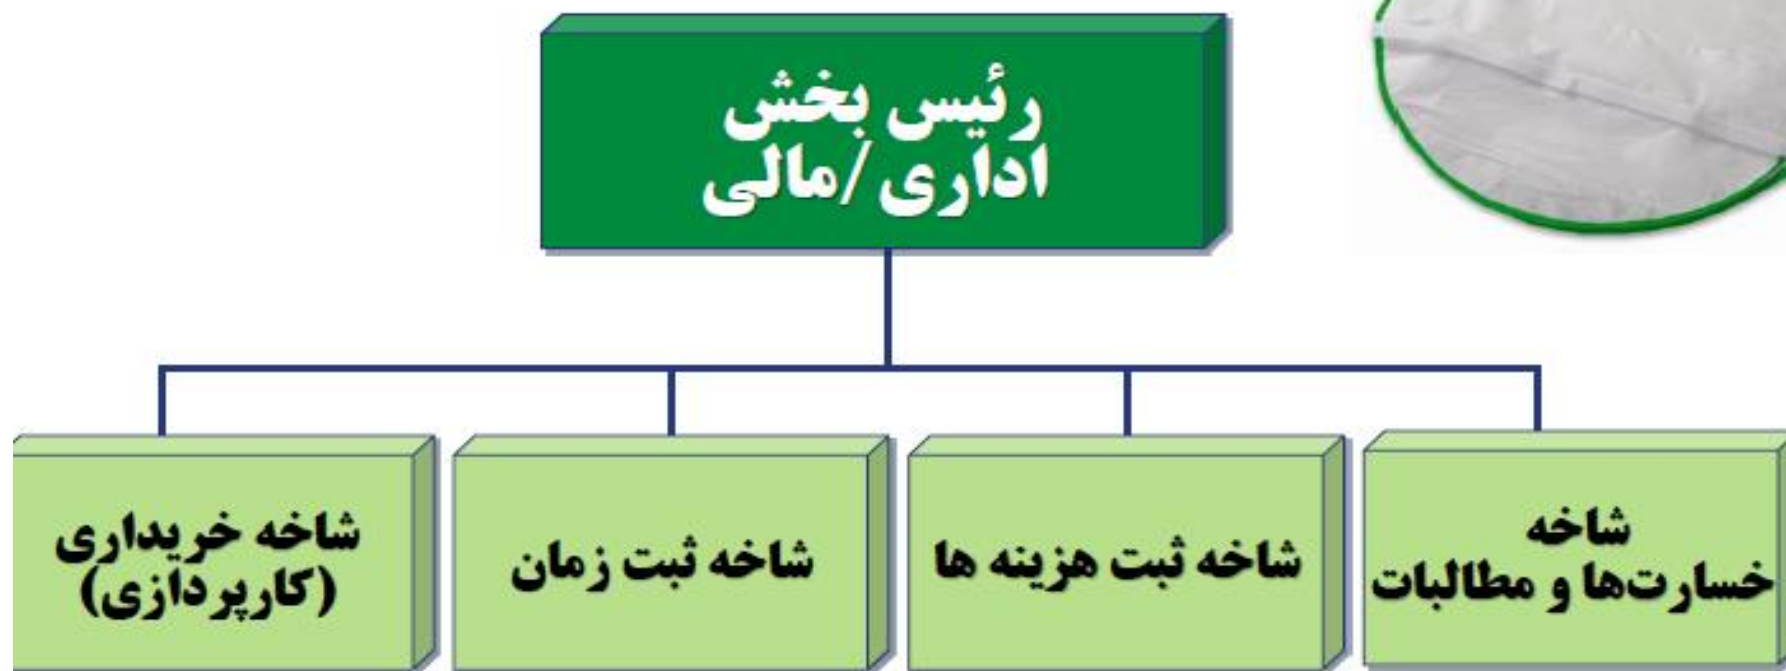 رئیس بخش
اداری /مالی
شاخه
خسارت‌ها و مطالبات
شاخه ثبت هزینه ها
شاخه ثبت زمان
شاخه خریداری
(کارپردازی)